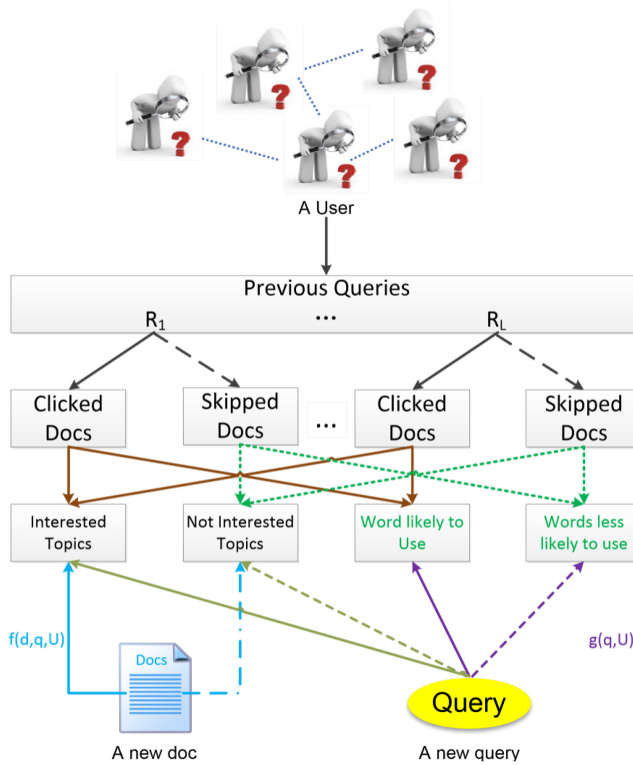 ? ? ? ? ?
A User
Previous Queries
R1 ... RL
Clicked Docs
Skipped Docs
...
Clicked Docs
Skipped Docs
Interested Topics
Not Interested Topics
Word likely to Use
Words less likely to use
f(d,q,U)
g(q,U)
Docs
Query
A new doc
A new query